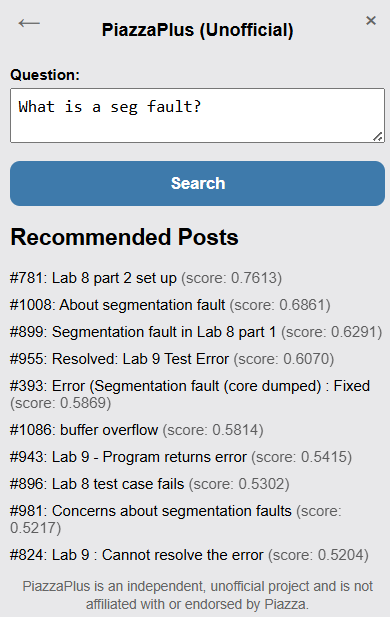 ←
PiazzaPlus (Unofficial)
×
Question:
What is a seg fault?
Search
Recommended Posts
#781: Lab 8 part 2 set up (score: 0.7613)
#1008: About segmentation fault (score: 0.6861)
#899: Segmentation fault in Lab 8 part 1 (score: 0.6291)
#955: Resolved: Lab 9 Test Error (score: 0.6070)
#393: Error (Segmentation fault (core dumped) : Fixed
(score: 0.5869)
#1086: buffer overflow (score: 0.5814)
#943: Lab 9 - Program returns error (score: 0.5415)
#896: Lab 8 test case fails (score: 0.5302)
#981: Concerns about segmentation faults (score:
0.5217)
#824: Lab 9 : Cannot resolve the error (score: 0.5204)
PiazzaPlus is an independent, unofficial project and is not
affiliated with or endorsed by Piazza.